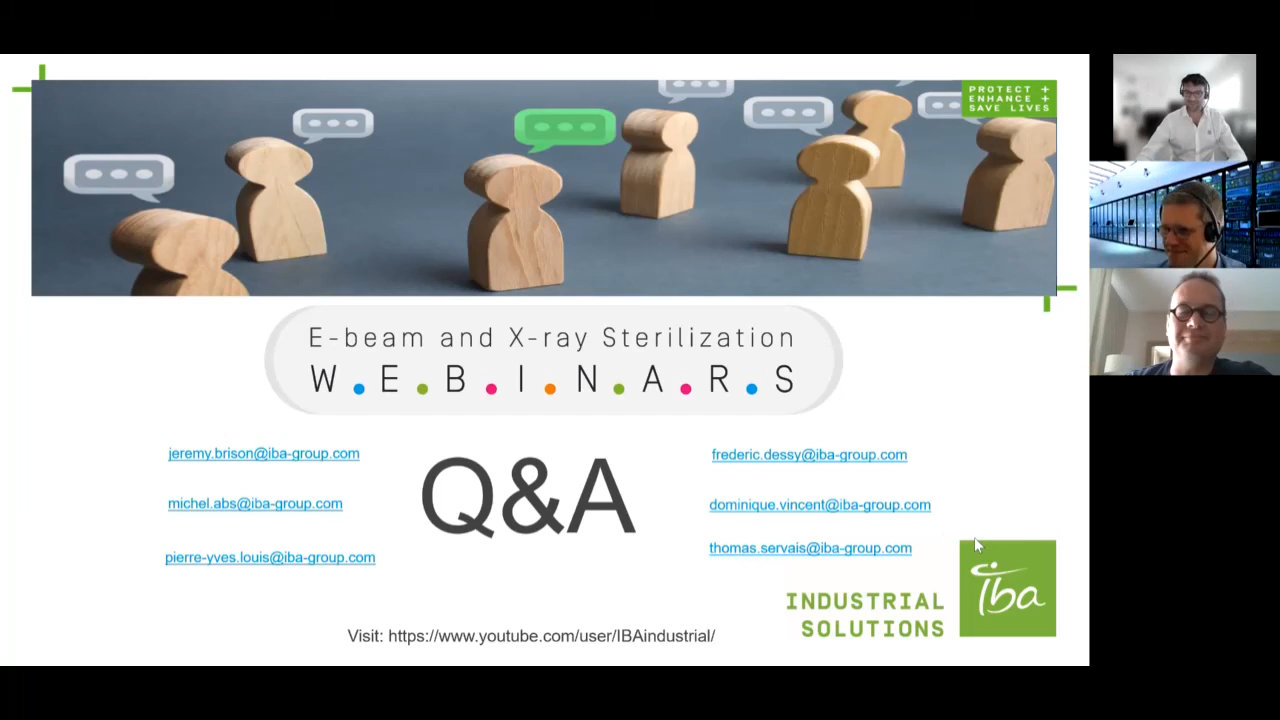 PROTECT +
ENHANCE +
SAVE LIVES
E-beam and X-ray Sterilization
W.E.B.I.N.A.R.S
jeremy.brison@iba-group.com
michel.abs@iba-group.com
pierre-yves.louis@iba-group.com
Q&A
frederic.dessy@iba-group.com
dominique.vincent@iba-group.com
thomas.servais@iba-group.com
INDUSTRIAL
SOLUTIONS
iba
Visit: https://www.youtube.com/user/IBAindustrial/